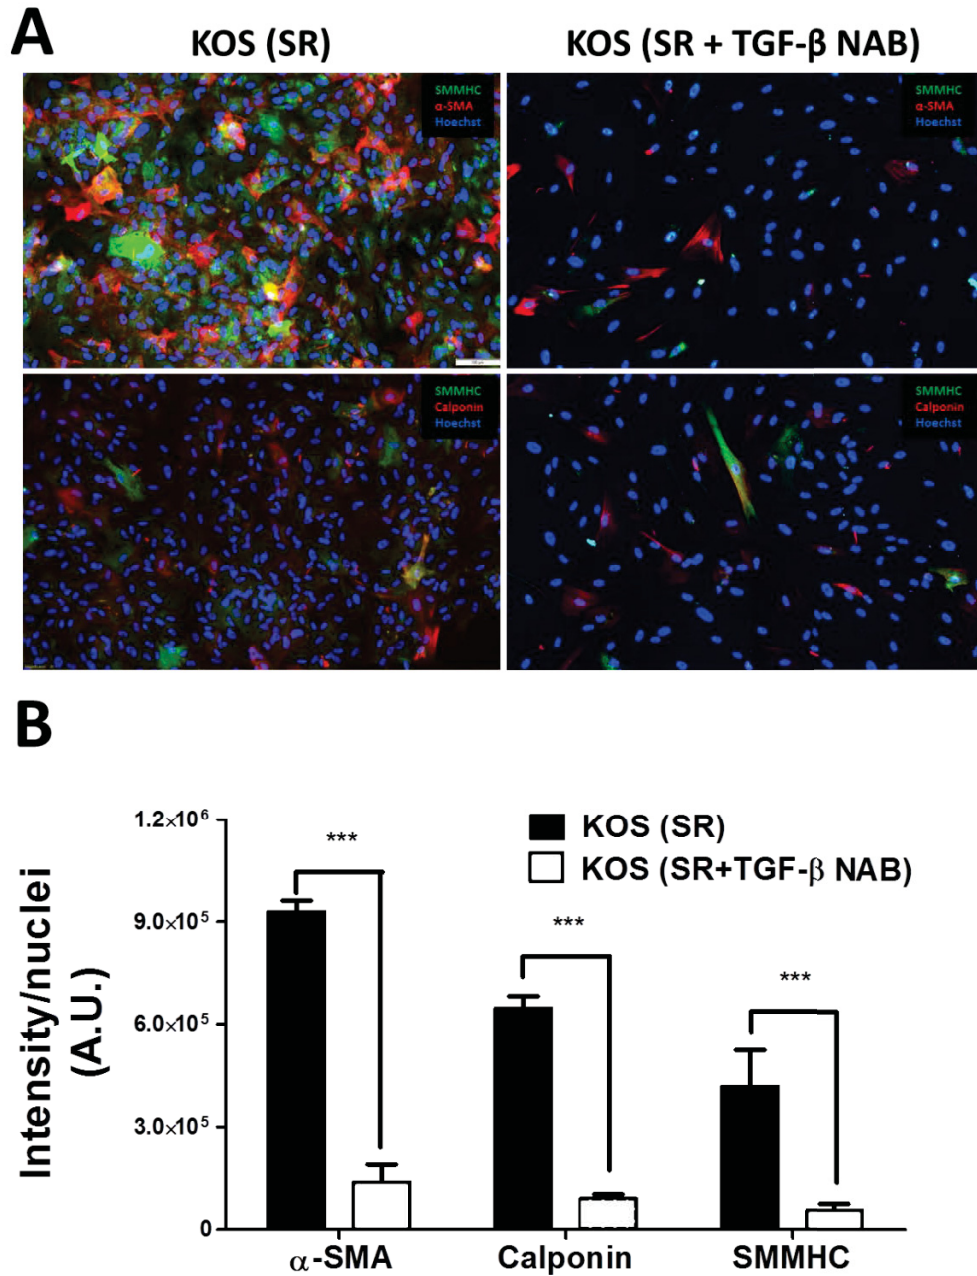 A
KOS (SR)
KOS (SR + TGF-β NAB)
SMMHC
α-SMA
Hoechst
SMMHC
α-SMA
Hoechst
SMMHC
Calponin
Hoechst
SMMHC
Calponin
Hoechst
B
Intensity/nuclei
(A.U.)
1.2×10⁶
9.0×10⁵
6.0×10⁵
3.0×10⁵
0
***
***
***
KOS (SR)
KOS (SR+TGF-β NAB)
α-SMA
Calponin
SMMHC